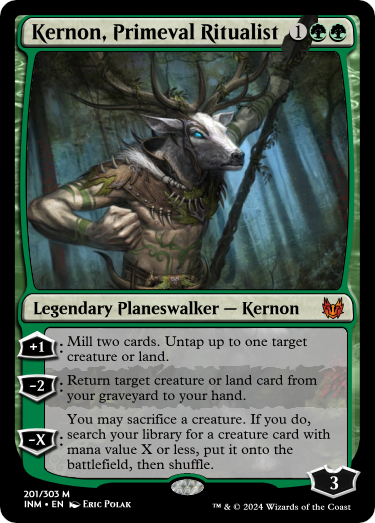 Kernon, Primeval Ritualist 1
Legendary Planeswalker — Kernon
+1: Mill two cards. Untap up to one target
creature or land.
-2: Return target creature or land card from
your graveyard to your hand.
-X: You may sacrifice a creature. If you do,
search your library for a creature card with
mana value X or less, put it onto the
battlefield, then shuffle.
3
201/303 M
INM • EN Eric Polak
™ & © 2024 Wizards of the Coast